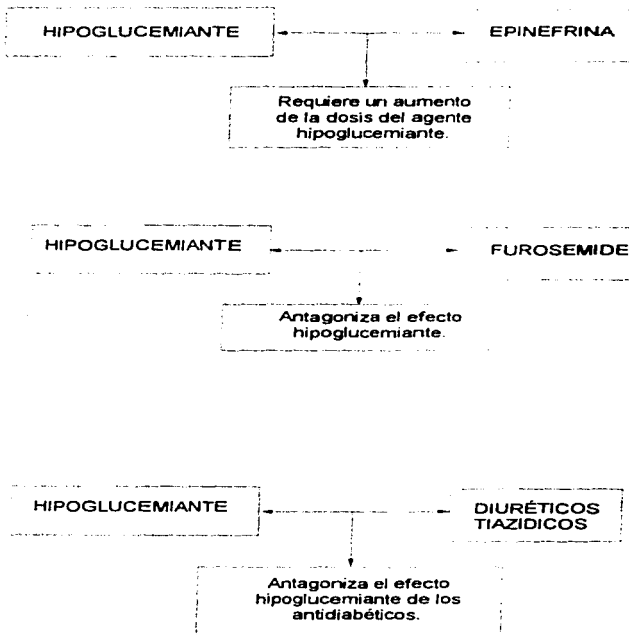 HIPOGLUCEMIANTE
EPINEFRINA
Requiere un aumento
de la dosis del agente
hipoglucemiante.
HIPOGLUCEMIANTE
FUROSEMIDE
Antagoniza el efecto
hipoglucemiante.
HIPOGLUCEMIANTE
DIURÉTICOS
TIAZÍDICOS
Antagoniza el efecto
hipoglucemiante de los
antidiabéticos.